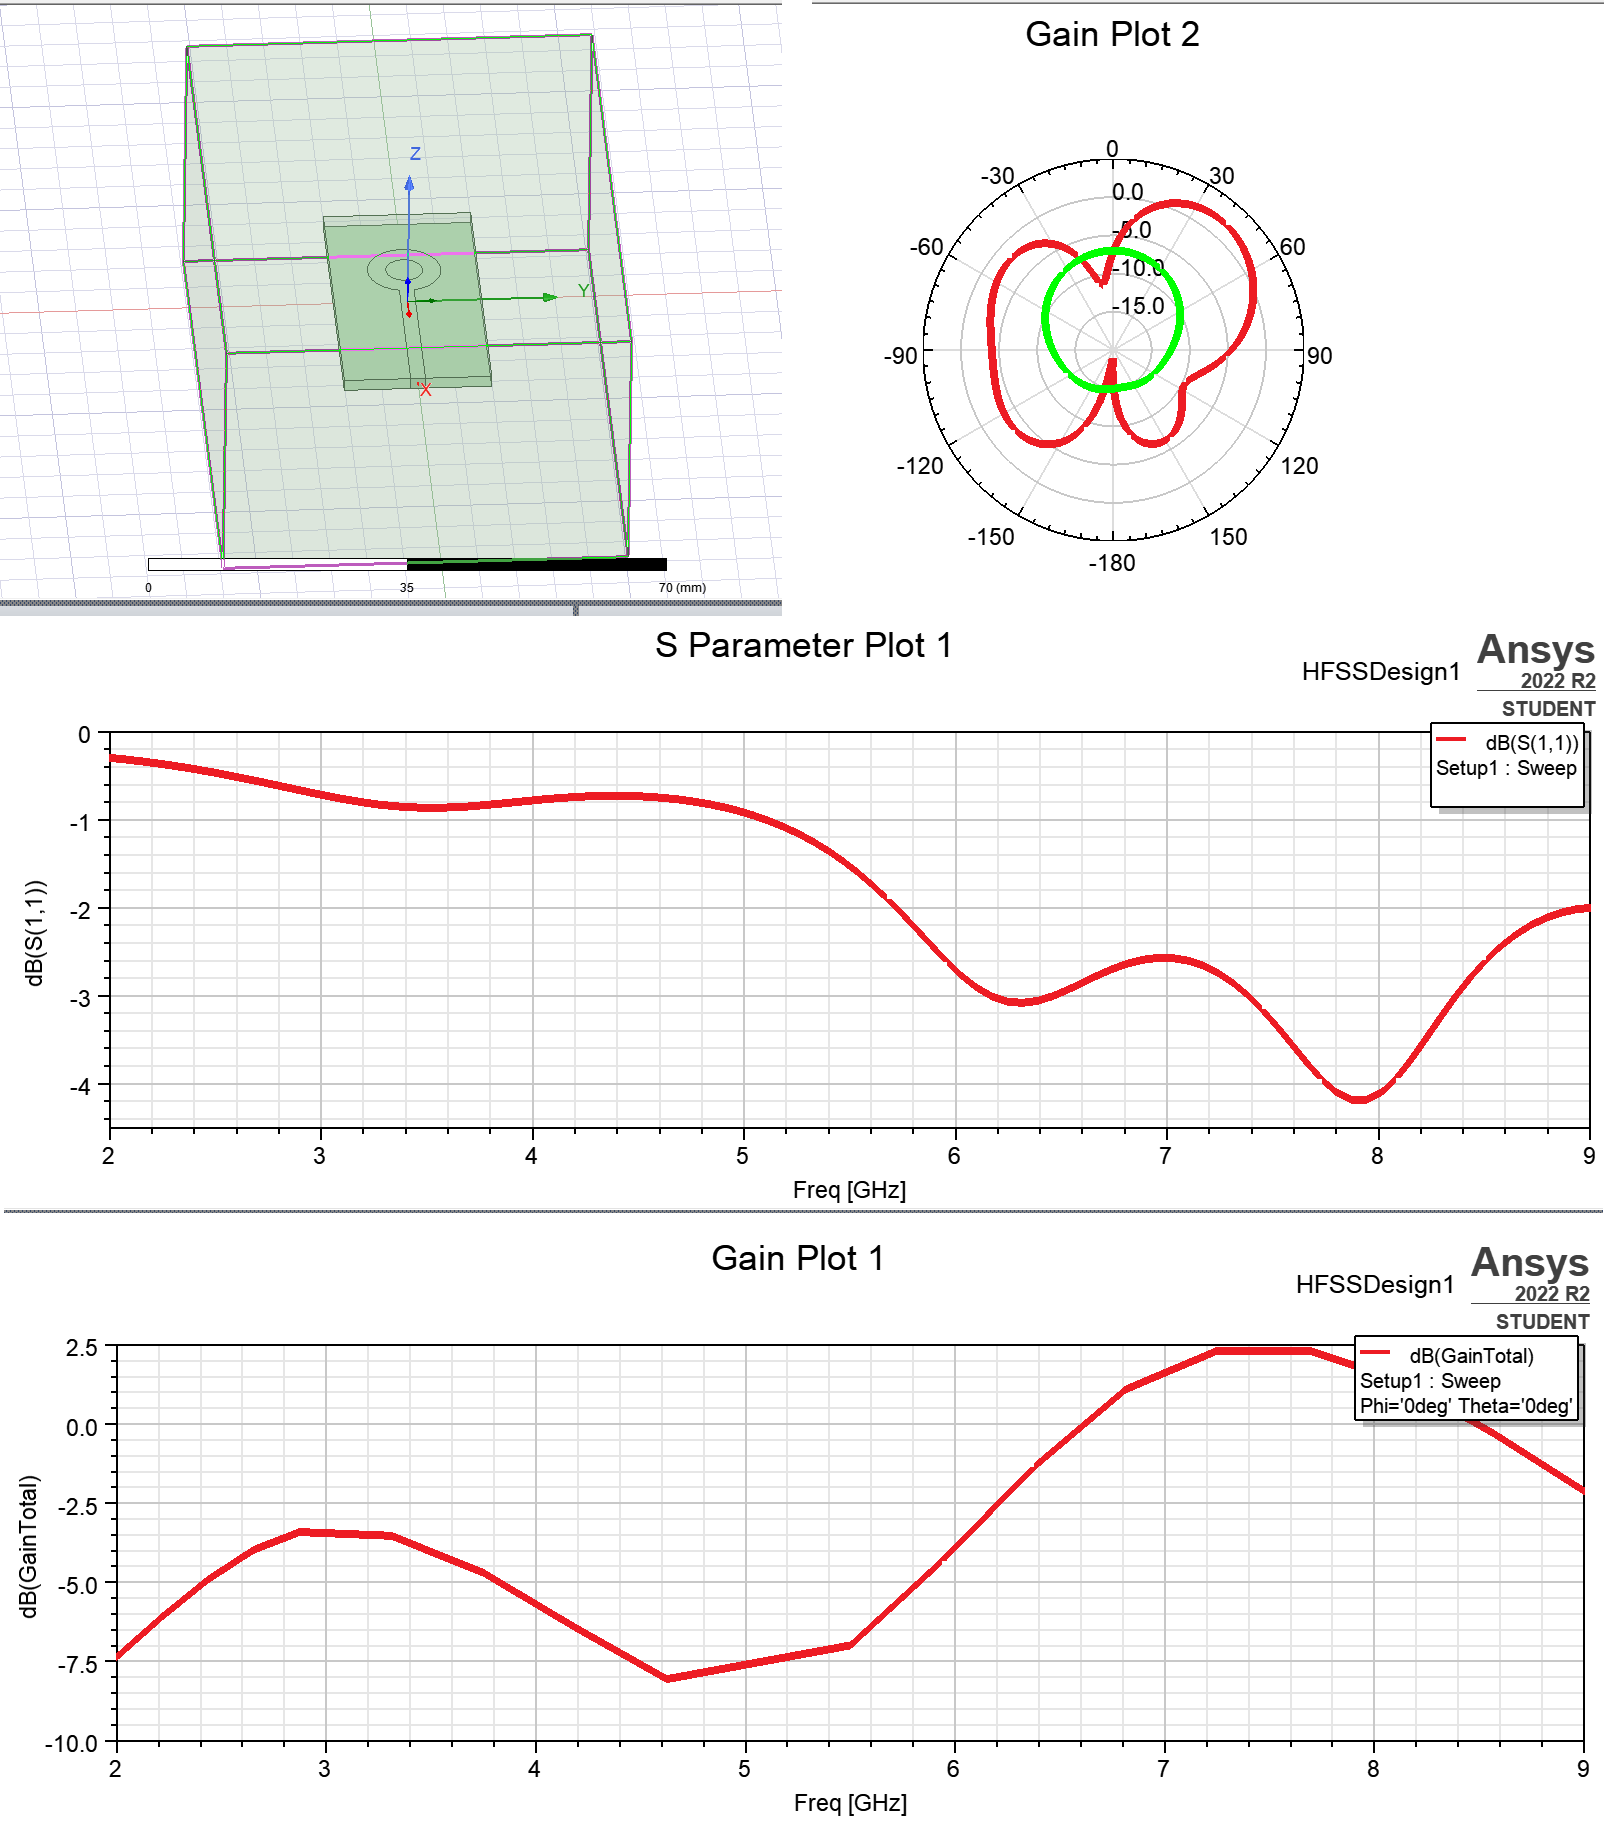 Z
Y
X
0
35
70 (mm)
Gain Plot 2
0
-30
30
0.0
-5.0
-60
60
-10.0
-15.0
-90
90
-120
120
-150
150
-180
S Parameter Plot 1
HFSSDesign1
Ansys
2022 R2
STUDENT
dB(S(1,1))
Setup1 : Sweep
0
-1
-2
-3
-4
dB(S(1,1))
2 3 4 5 6 7 8 9
Freq [GHz]
Gain Plot 1
HFSSDesign1
Ansys
2022 R2
STUDENT
dB(GainTotal)
Setup1 : Sweep
Phi='0deg' Theta='0deg'
2.5
0.0
-2.5
-5.0
-7.5
-10.0
dB(GainTotal)
2 3 4 5 6 7 8 9
Freq [GHz]